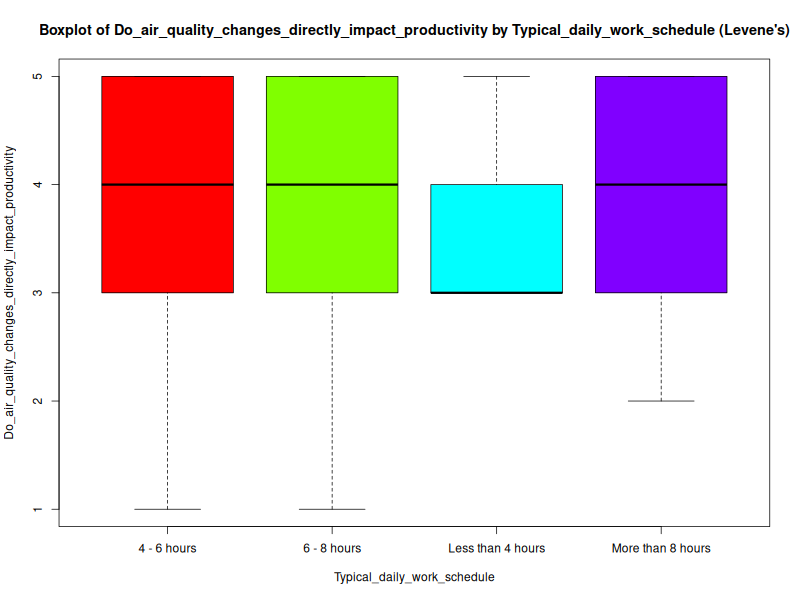 Boxplot of Do_air_quality_changes_directly_impact_productivity by Typical_daily_work_schedule (Levene's)
Do_air_quality_changes_directly_impact_productivity
5
4
3
2
1
4 - 6 hours
6 - 8 hours
Less than 4 hours
More than 8 hours
Typical_daily_work_schedule